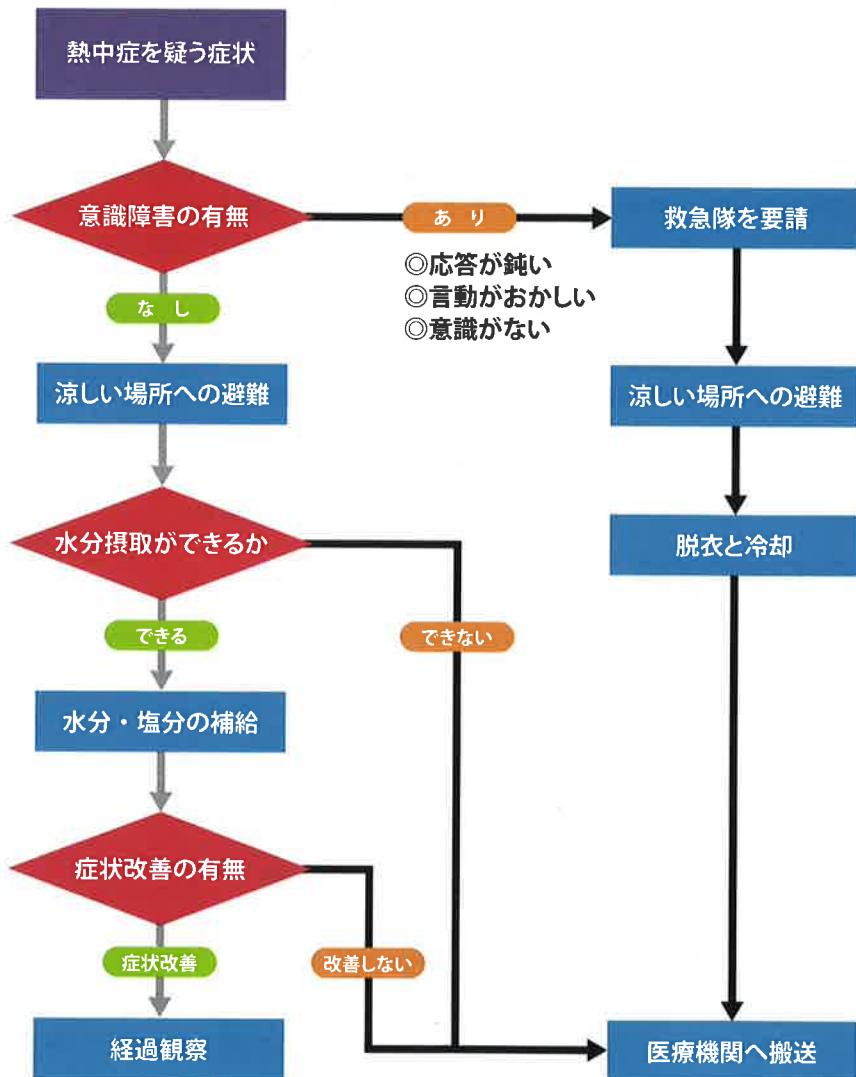 熱中症を疑う症状
意識障害の有無
あり
救急隊を要請
◎応答が鈍い
◎言動がおかしい
◎意識がない
なし
涼しい場所への避難
涼しい場所への避難
水分摂取ができるか
脱衣と冷却
できる
できない
水分・塩分の補給
症状改善の有無
症状改善
改善しない
経過観察
医療機関へ搬送